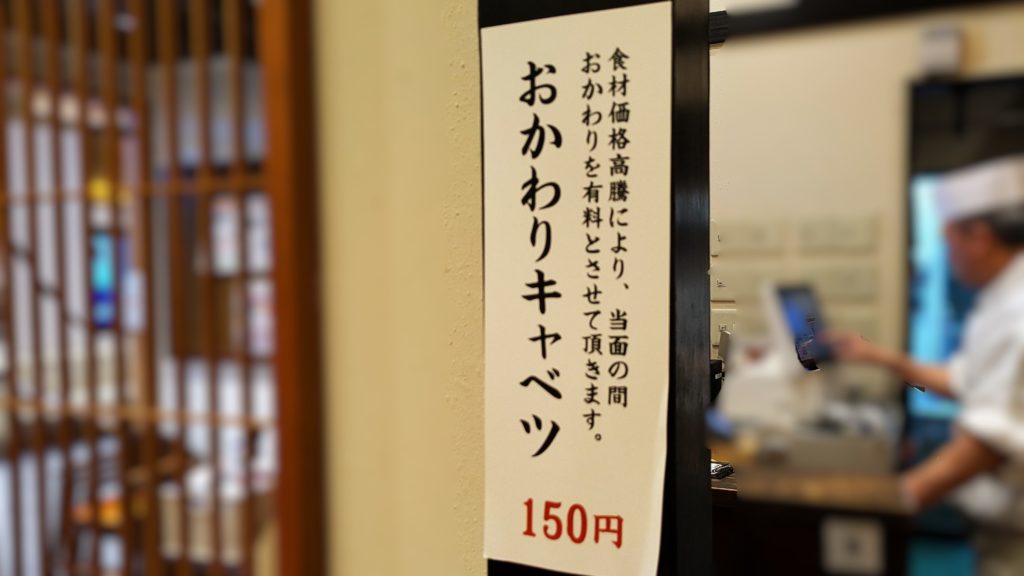 食材価格高騰により、当面の間
おかわりを有料とさせて頂きます。
おかわりキャベツ
150円